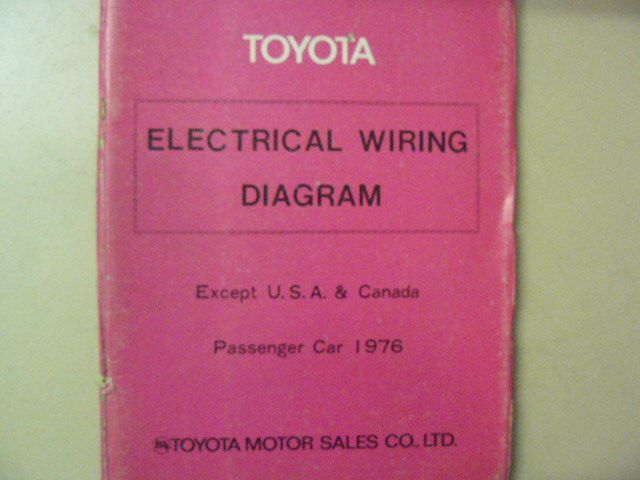 TOYOTA
ELECTRICAL WIRING
DIAGRAM
Except U.S.A. & Canada
Passenger Car 1976
TOYOTA MOTOR SALES CO., LTD.